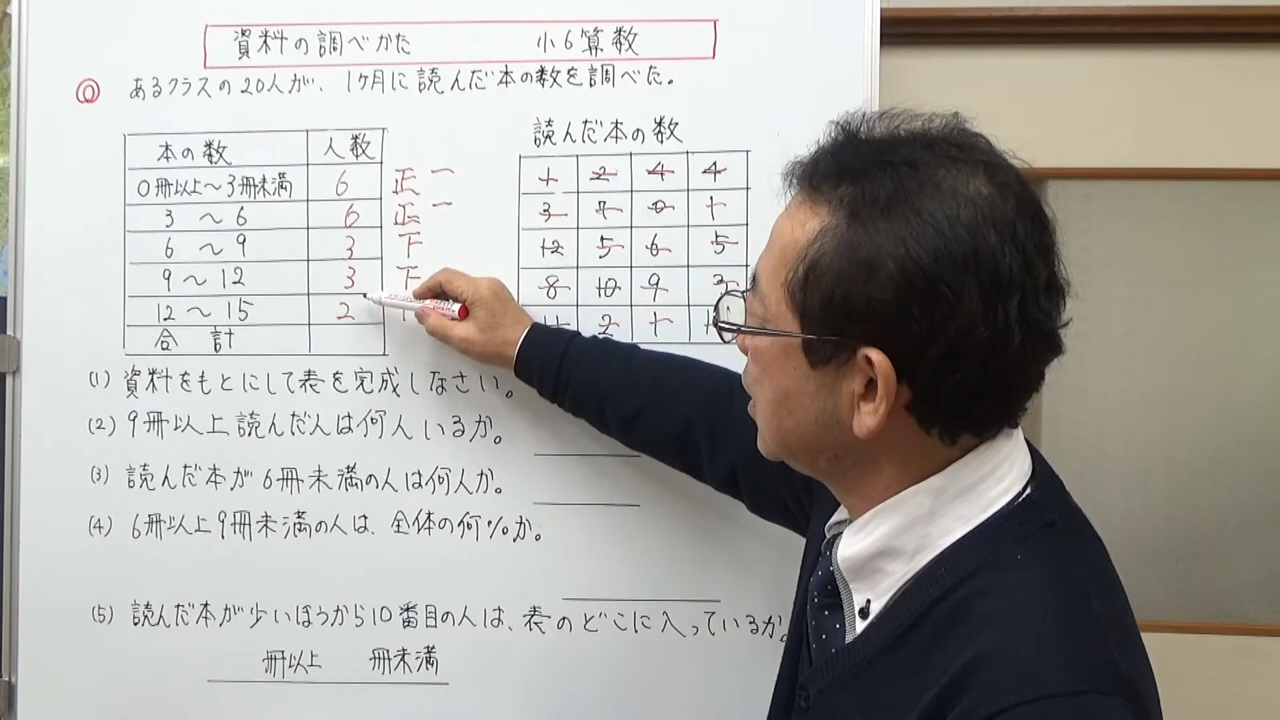 資料の調べかた 小6算数
◎ あるクラスの20人が、1ヶ月に読んだ本の数を調べた。
本の数 人数
0冊以上〜3冊未満 6 正一
3 〜 6 6 正一
6 〜 9 3 下
9 〜 12 3 下
12 〜 15 2
合計
読んだ本の数
1 2 4 4
3 7 0 1
12 5 6 5
8 10 9 3
2 1
(1) 資料をもとにして表を完成しなさい。
(2) 9冊以上読んだ人は何人いるか。
(3) 読んだ本が6冊未満の人は何人か。
(4) 6冊以上9冊未満の人は、全体の何%か。
(5) 読んだ本が少いほうから10番目の人は、表のどこに入っているか。
冊以上 冊未満